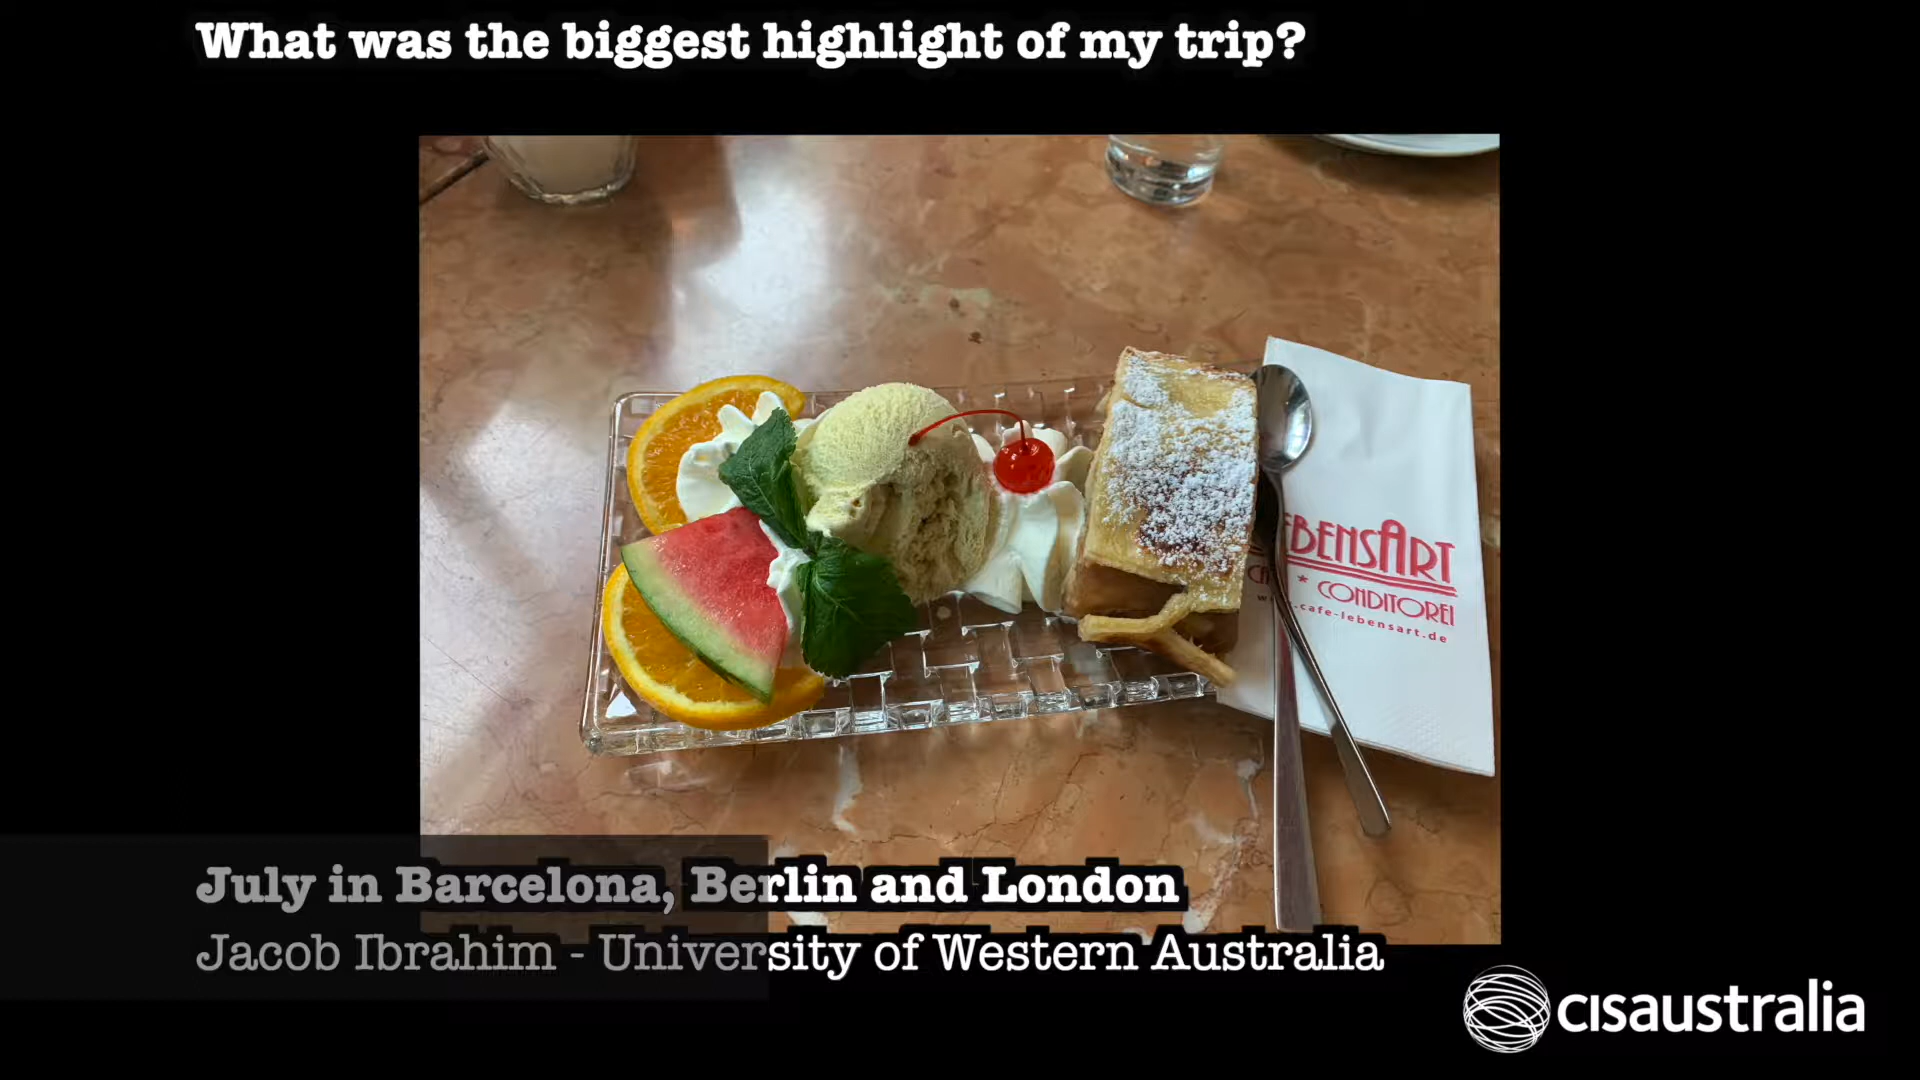 What was the biggest highlight of my trip?
EBENSART
* CONDITOREI
.cafe-lebensart.de
July in Barcelona, Berlin and London
Jacob Ibrahim - University of Western Australia
cisaustralia